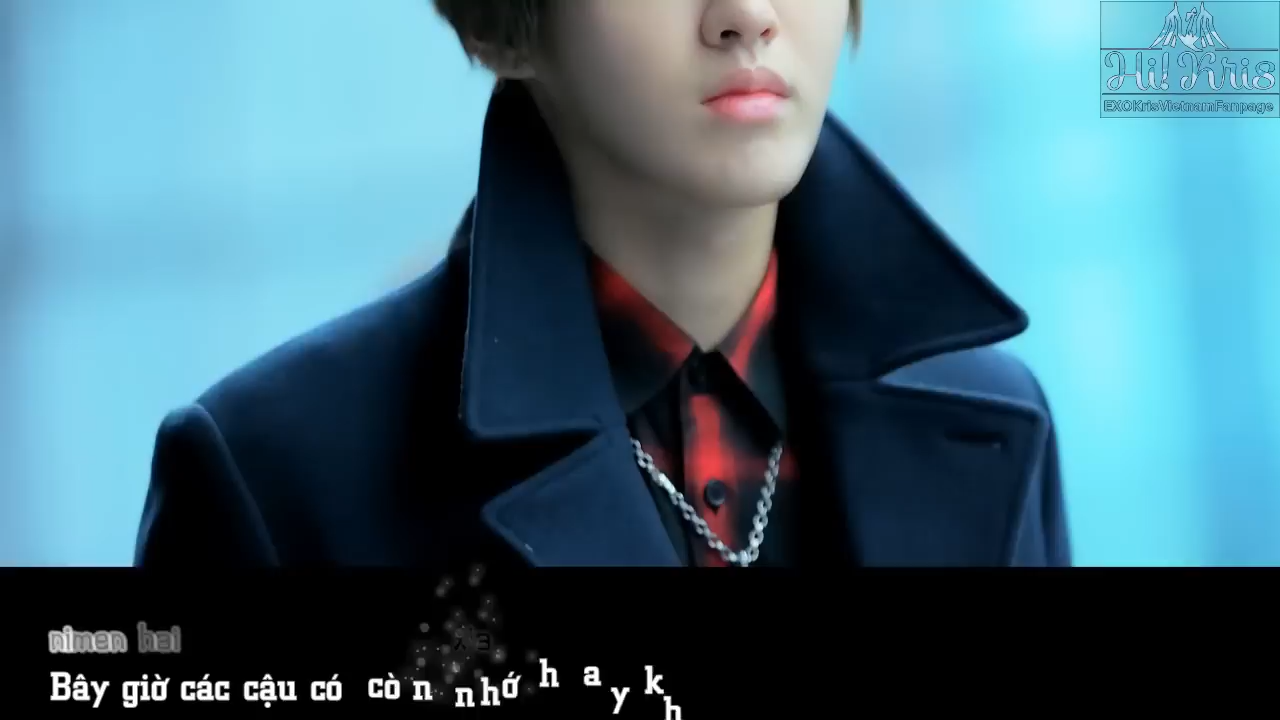 Hi! Kris
EXOKrisVietnamFanpage
nimen hai
Bây giờ các cậu có còn nhớ hay kh